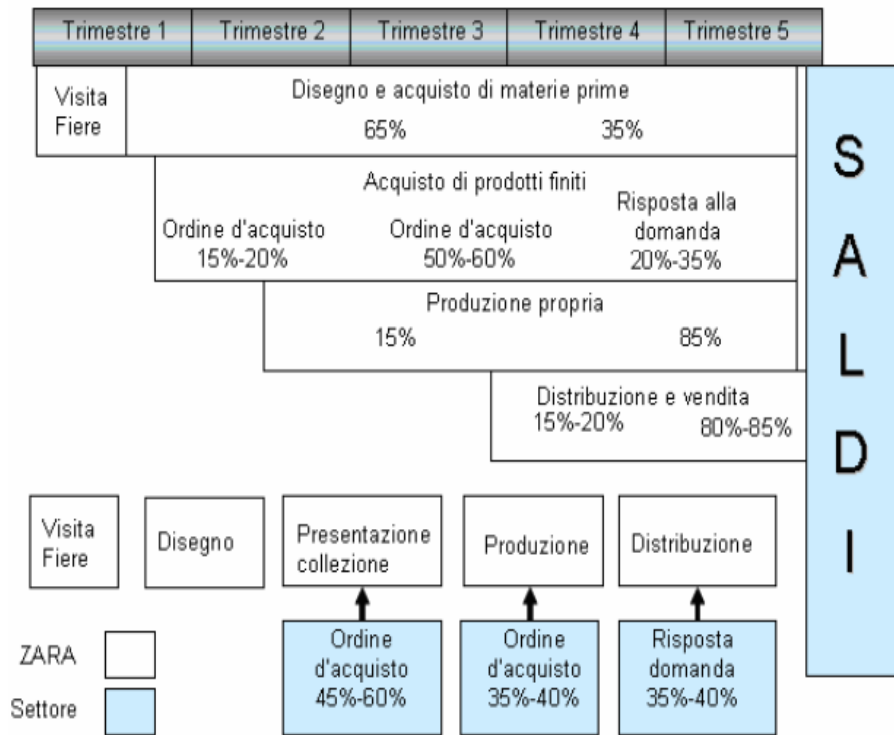 Trimestre 1 Trimestre 2 Trimestre 3 Trimestre 4 Trimestre 5
Visita
Fiere
Disegno e acquisto di materie prime
65% 35%
Acquisto di prodotti finiti
Ordine d'acquisto
15%-20%
Ordine d'acquisto
50%-60%
Risposta alla
domanda
20%-35%
Produzione propria
15% 85%
Distribuzione e vendita
15%-20% 80%-85%
S
A
L
D
I
Visita
Fiere
Disegno
Presentazione
collezione
Produzione
Distribuzione
Ordine
d'acquisto
45%-60%
Ordine
d'acquisto
35%-40%
Risposta
domanda
35%-40%
ZARA
Settore